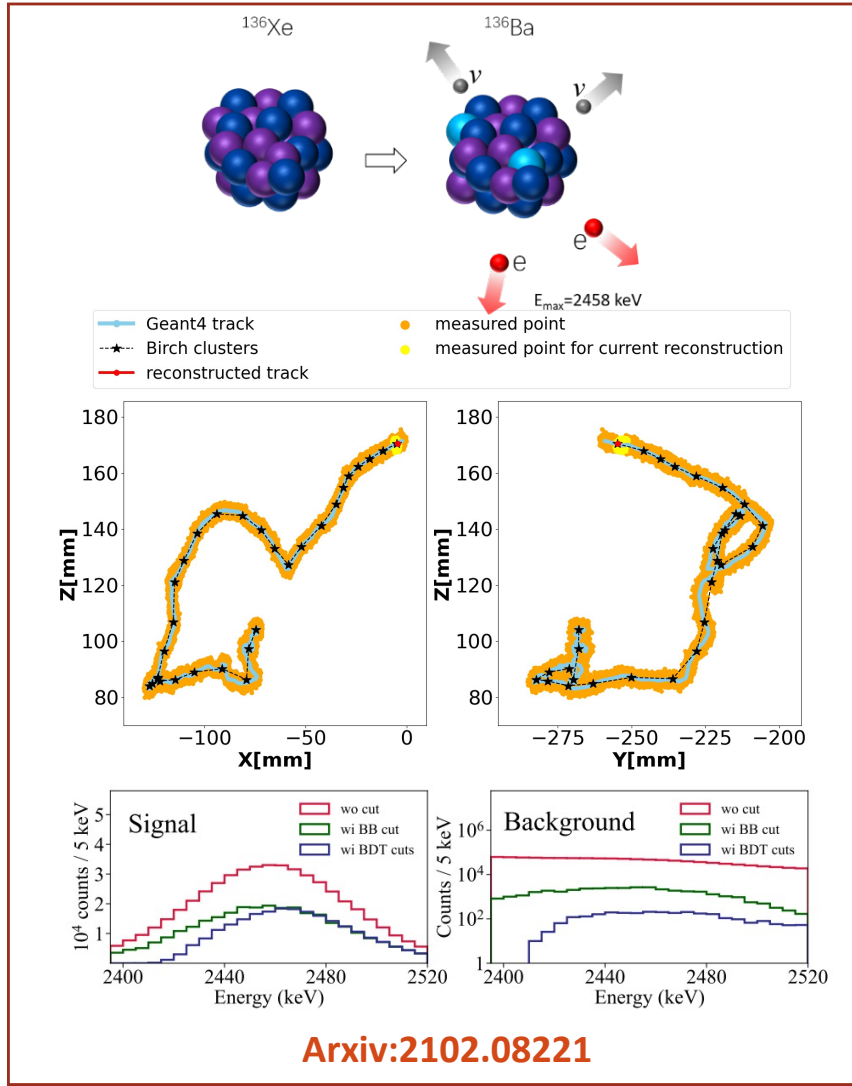 ¹³⁶Xe ¹³⁶Ba
ν
ν
e
e
Eₘₐₓ=2458 keV
Geant4 track
Birch clusters
reconstructed track
measured point
measured point for current reconstruction
180
160
140
120
100
80
Z[mm]
−100 −50 0
X[mm]
180
160
140
120
100
80
Z[mm]
−275 −250 −225 −200
Y[mm]
Signal
wo cut
wi BB cut
wi BDT cuts
5
4
3
2
1
10⁴ counts / 5 keV
2400 2440 2480 2520
Energy (keV)
Background
wo cut
wi BB cut
wi BDT cuts
10⁶
10⁴
10²
1
Counts / 5 keV
2400 2440 2480 2520
Energy (keV)
Arxiv:2102.08221